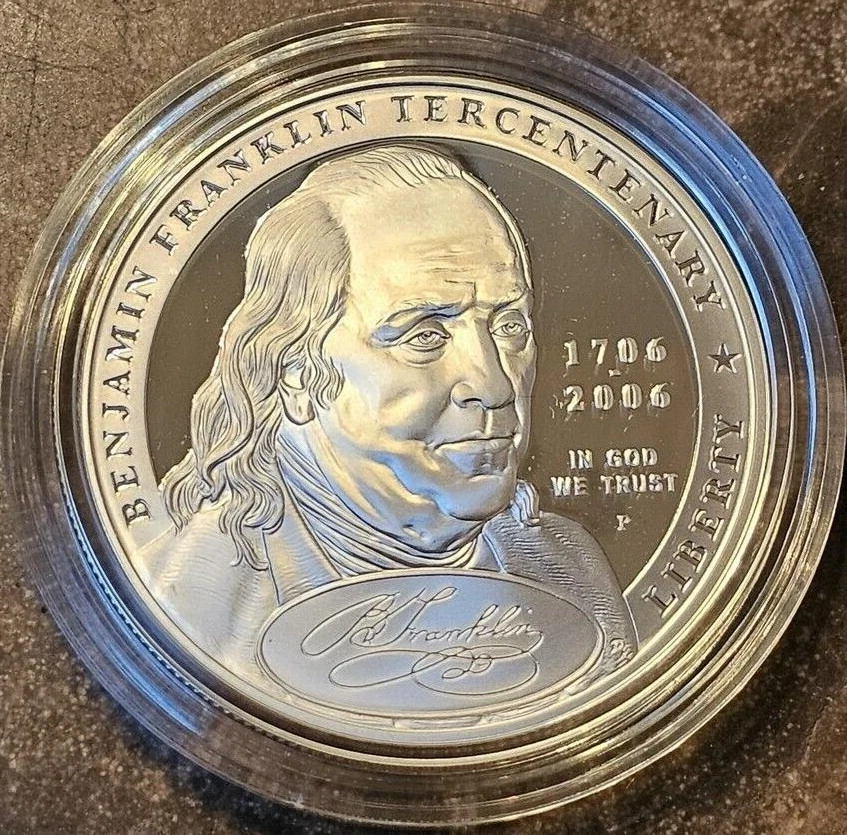 BENJAMIN FRANKLIN TERCENTENARY ★ LIBERTY
1706
2006
IN GOD
WE TRUST
P
B Franklin